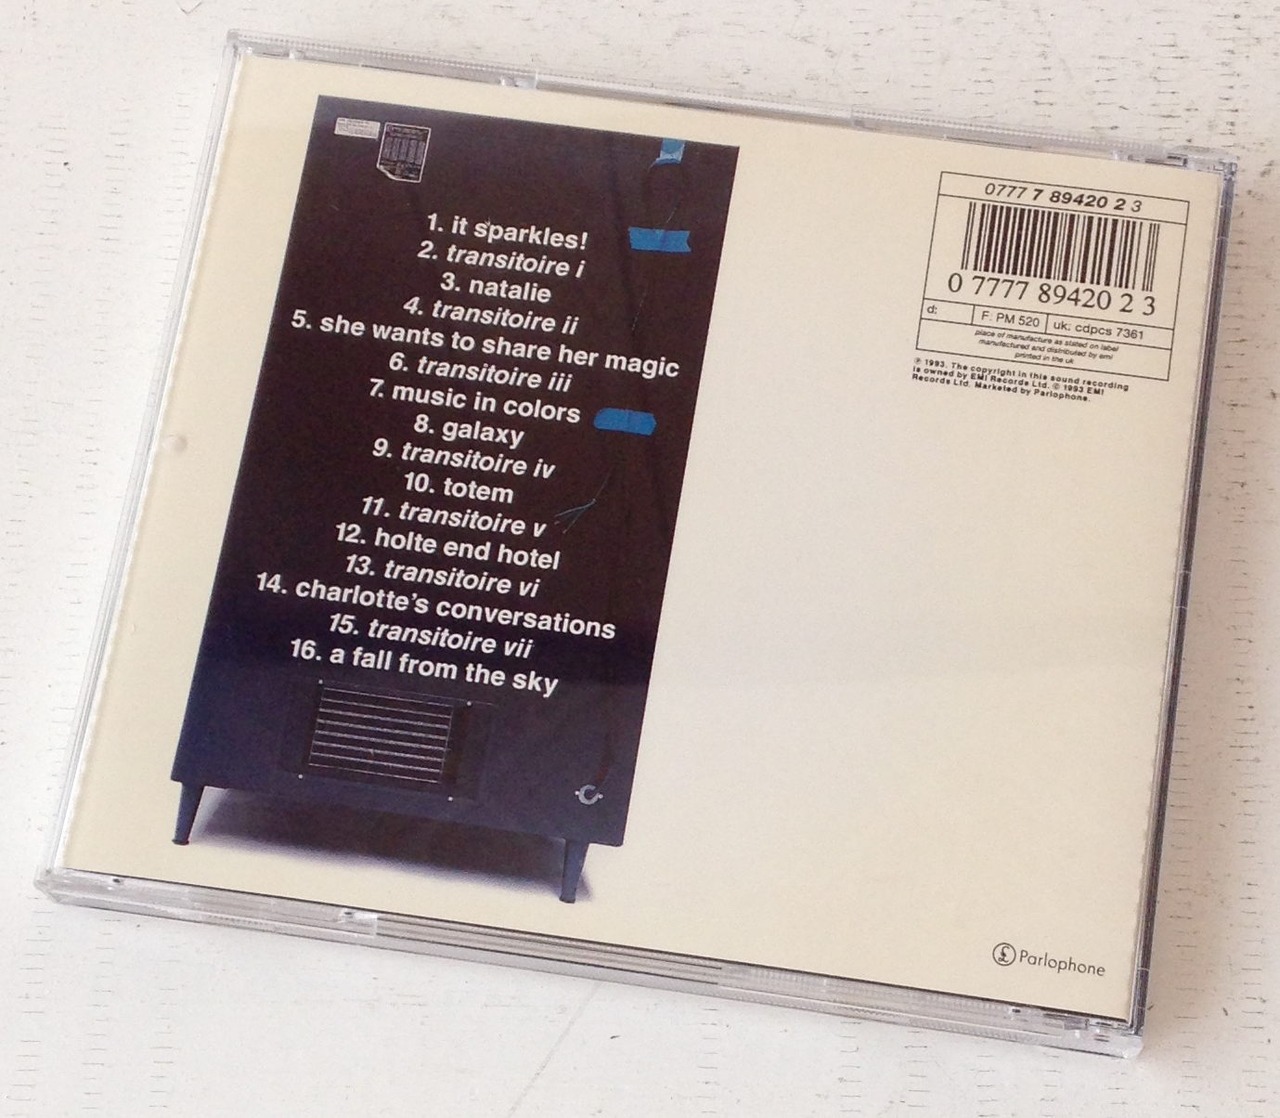 1. it sparkles!
2. transitoire i
3. natalie
4. transitoire ii
5. she wants to share her magic
6. transitoire iii
7. music in colors
8. galaxy
9. transitoire iv
10. totem
11. transitoire v
12. holte end hotel
13. transitoire vi
14. charlotte's conversations
15. transitoire vii
16. a fall from the sky
0777 7 89420 2 3
0 7777 89420 2 3
d: F: PM 520 uk: cdpcs 7361
place of manufacture as stated on label
manufactured and distributed by emi
printed in the uk
℗ 1993. The copyright in this sound recording
is owned by EMI Records Ltd. © 1993 EMI
Records Ltd. Marketed by Parlophone.
£ Parlophone